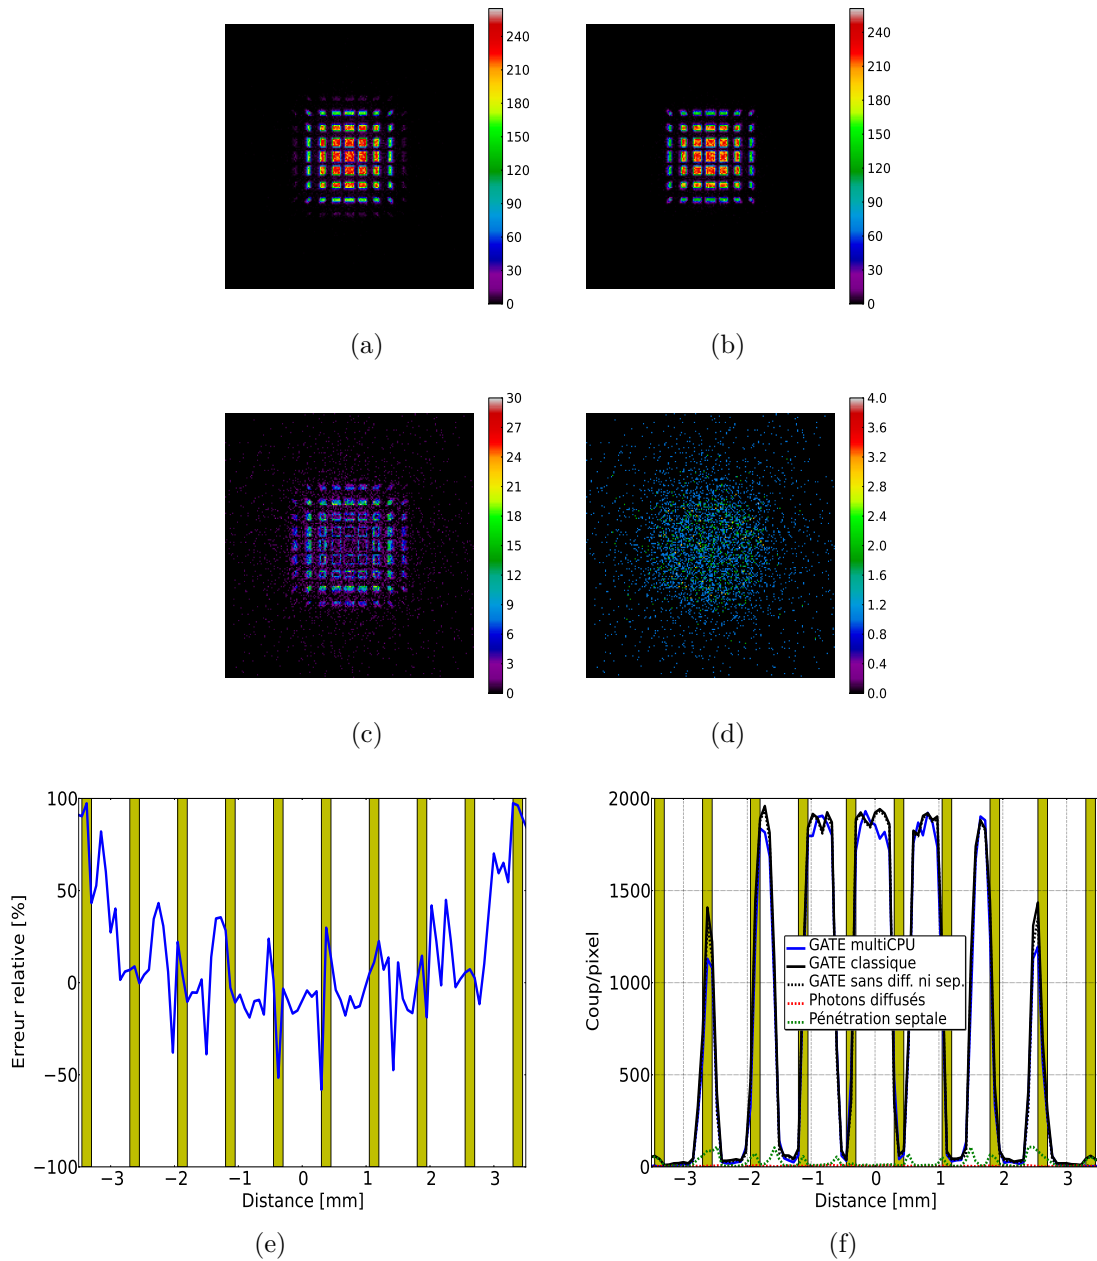 240
210
180
150
120
90
60
30
0
(a)
240
210
180
150
120
90
60
30
0
(b)
30
27
24
21
18
15
12
9
6
3
0
(c)
4.0
3.6
3.2
2.8
2.4
2.0
1.6
1.2
0.8
0.4
0.0
(d)
Erreur relative [%]
100
50
0
−50
−100
−3 −2 −1 0 1 2 3
Distance [mm]
(e)
Coup/pixel
2000
1500
1000
500
0
GATE multiCPU
GATE classique
GATE sans diff. ni sep.
Photons diffusés
Pénétration septale
−3 −2 −1 0 1 2 3
Distance [mm]
(f)